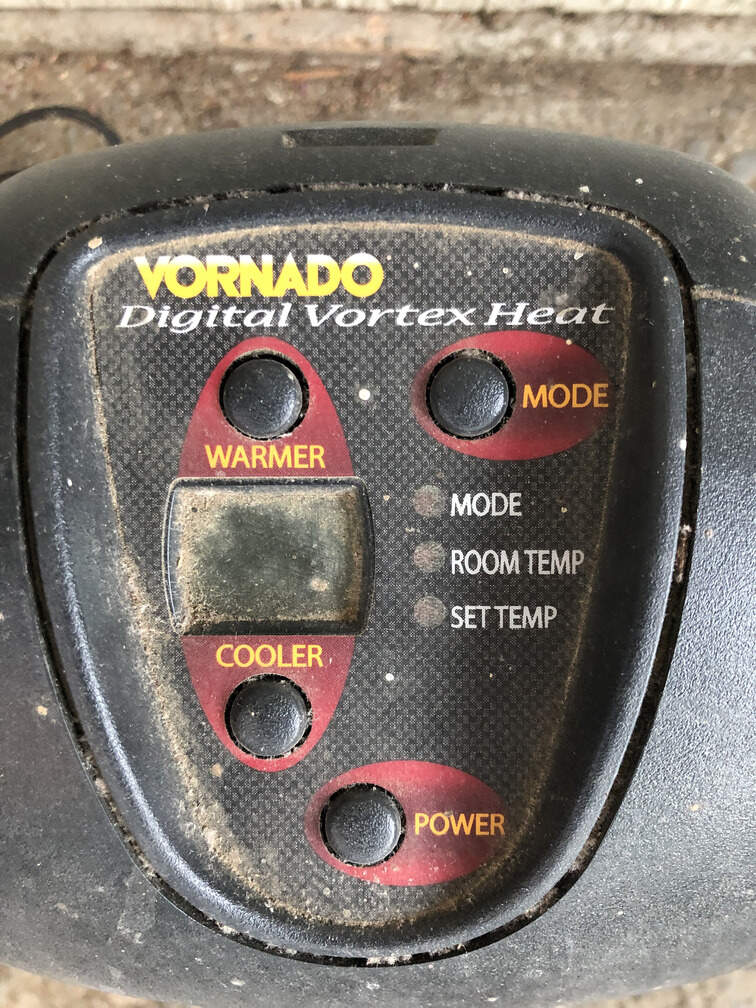 VORNADO
Digital Vortex Heat
MODE
WARMER
MODE
ROOM TEMP
SET TEMP
COOLER
POWER